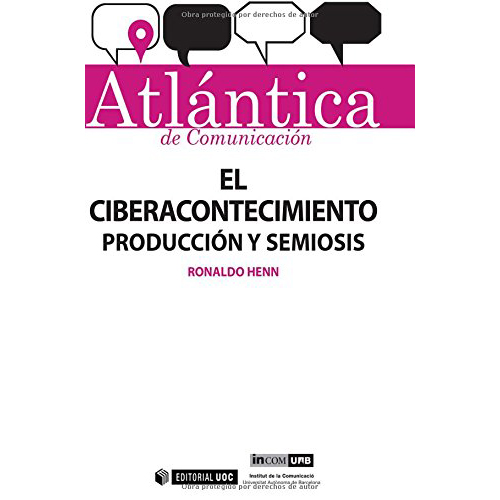 Obra protegida por derechos de autor
Atlántica
de Comunicación
EL
CIBERACONTECIMIENTO
PRODUCCIÓN Y SEMIOSIS
RONALDO HENN
EDITORIAL UOC
inCOM UAB
Institut de la Comunicació
Universitat Autònoma de Barcelona
Obra protegida por derechos de autor